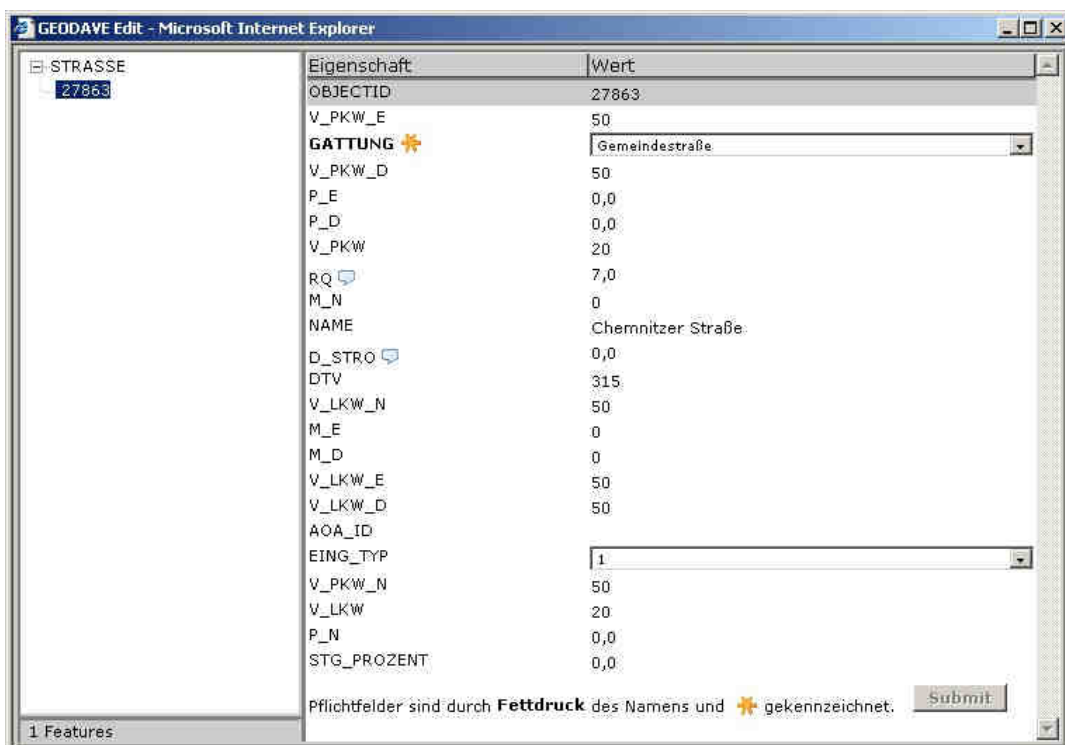 GEODAVE Edit - Microsoft Internet Explorer
STRASSE
27863
Eigenschaft Wert
OBJECTID 27863
V_PKW_E 50
GATTUNG Gemeindestraße
V_PKW_D 50
P_E 0,0
P_D 0,0
V_PKW 20
RQ 7,0
M_N 0
NAME Chemnitzer Straße
D_STRO 0,0
DTV 315
V_LKW_N 50
M_E 0
M_D 0
V_LKW_E 50
V_LKW_D 50
AOA_ID
EING_TYP 1
V_PKW_N 50
V_LKW 20
P_N 0,0
STG_PROZENT 0,0
Pflichtfelder sind durch Fettdruck des Namens und gekennzeichnet. Submit
1 Features